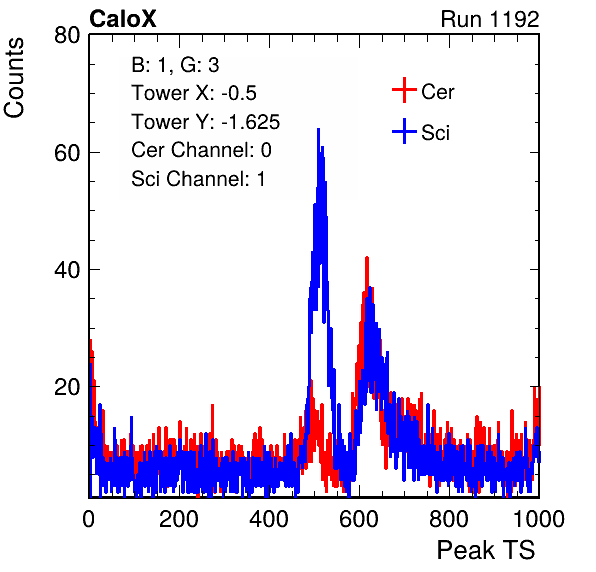 CaloX
Run 1192
Counts
B: 1, G: 3
Tower X: -0.5
Tower Y: -1.625
Cer Channel: 0
Sci Channel: 1
Cer
Sci
80
60
40
20
0 200 400 600 800 1000
Peak TS